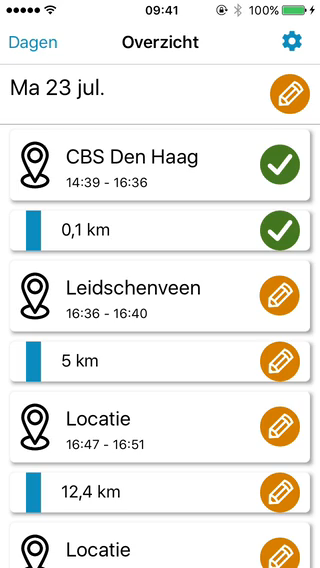 09:41
100%
Dagen
Overzicht
Ma 23 jul.
CBS Den Haag
14:39 - 16:36
0,1 km
Leidschenveen
16:36 - 16:40
5 km
Locatie
16:47 - 16:51
12,4 km
Locatie